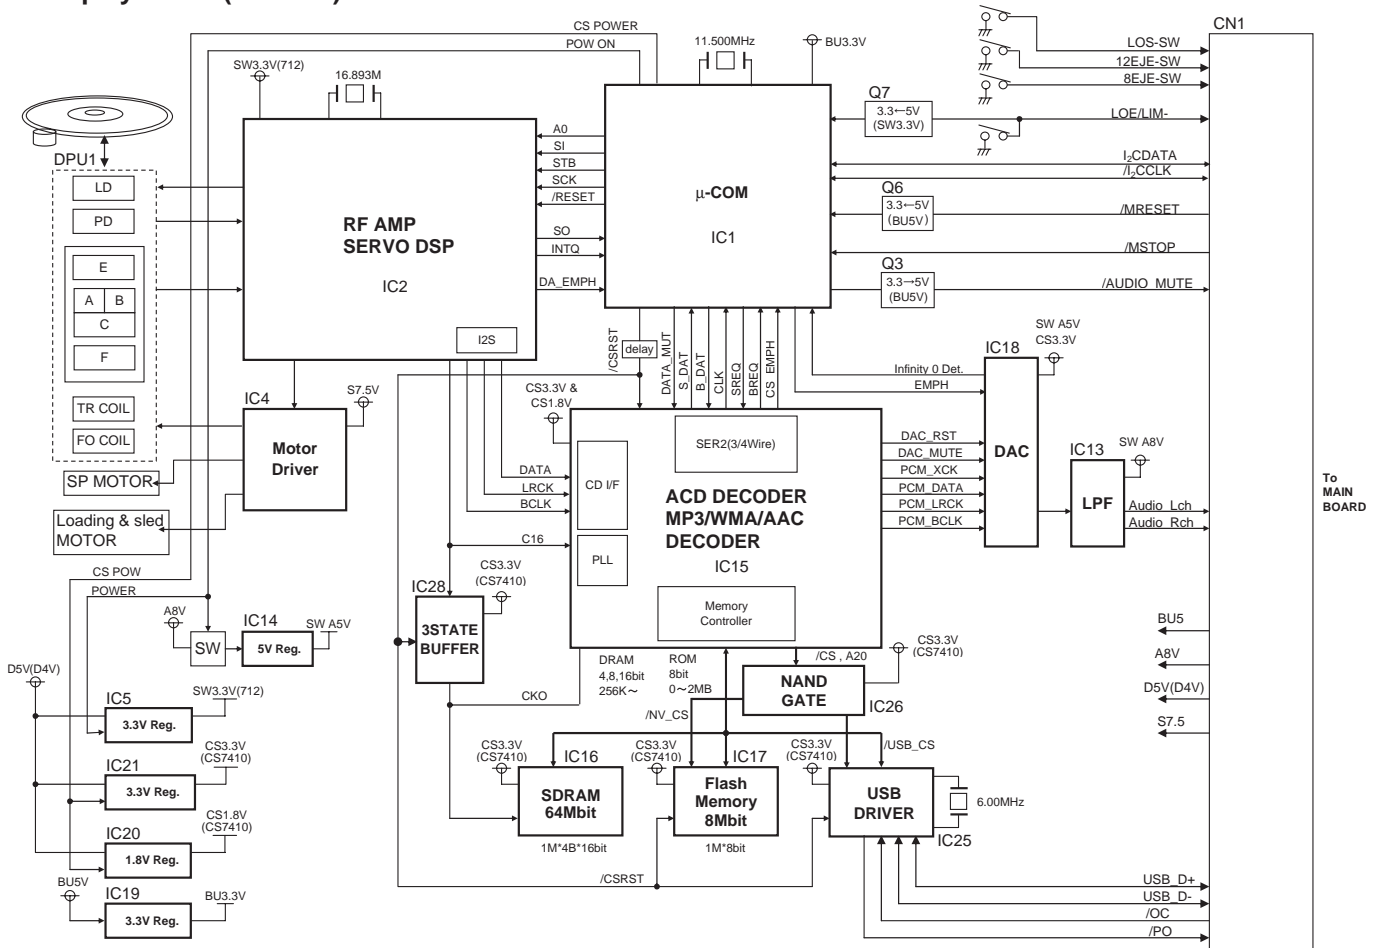 CN1
CS POWER
POW ON
11.500MHz
BU3.3V
LOS-SW
12EJE-SW
8EJE-SW
SW3.3V(712)
16.893M
Q7
3.3←5V
(SW3.3V)
LOE/LIM-
DPU1
LD
PD
E
A
B
C
F
TR COIL
FO COIL
RF AMP
SERVO DSP
IC2
I2S
A0
SI
STB
SCK
/RESET
SO
INTQ
DA_EMPH
μ-COM
IC1
I2CDATA
/I2CCLK
Q6
3.3←5V
(BU5V)
/MRESET
/MSTOP
Q3
3.3→5V
(BU5V)
/AUDIO_MUTE
SP MOTOR
Loading & sled
MOTOR
IC4
Motor
Driver
S7.5V
/CSRST
delay
DATA_MUT
S_DAT
B_DAT
CLK
SREQ
BREQ
CS EMPH
Infinity 0 Det.
EMPH
IC18
SW A5V
CS3.3V
DAC
CS3.3V &
CS1.8V
DATA
LRCK
BCLK
C16
CD I/F
PLL
SER2(3/4Wire)
ACD DECODER
MP3/WMA/AAC
DECODER
IC15
Memory
Controller
DAC_RST
DAC_MUTE
PCM_XCK
PCM_DATA
PCM_LRCK
PCM_BCLK
IC13
SW A8V
LPF
Audio_Lch
Audio_Rch
To
MAIN
BOARD
CS POW
POWER
A8V
SW
IC14
5V Reg.
SW A5V
IC28
3STATE
BUFFER
CS3.3V
(CS7410)
CKO
DRAM
4,8,16bit
256K～
ROM
8bit
0～2MB
/CS , A20
NAND
GATE
IC26
CS3.3V
(CS7410)
/NV_CS
/USB_CS
BU5
A8V
D5V(D4V)
S7.5
D5V(D4V)
IC5
3.3V Reg.
SW3.3V(712)
IC21
3.3V Reg.
CS3.3V
(CS7410)
IC20
1.8V Reg.
CS1.8V
(CS7410)
BU5V
IC19
3.3V Reg.
BU3.3V
CS3.3V
(CS7410)
IC16
SDRAM
64Mbit
1M*4B*16bit
CS3.3V
(CS7410)
IC17
Flash
Memory
8Mbit
1M*8bit
CS3.3V
(CS7410)
USB
DRIVER
IC25
6.00MHz
/CSRST
USB_D+
USB_D-
/OC
/PO